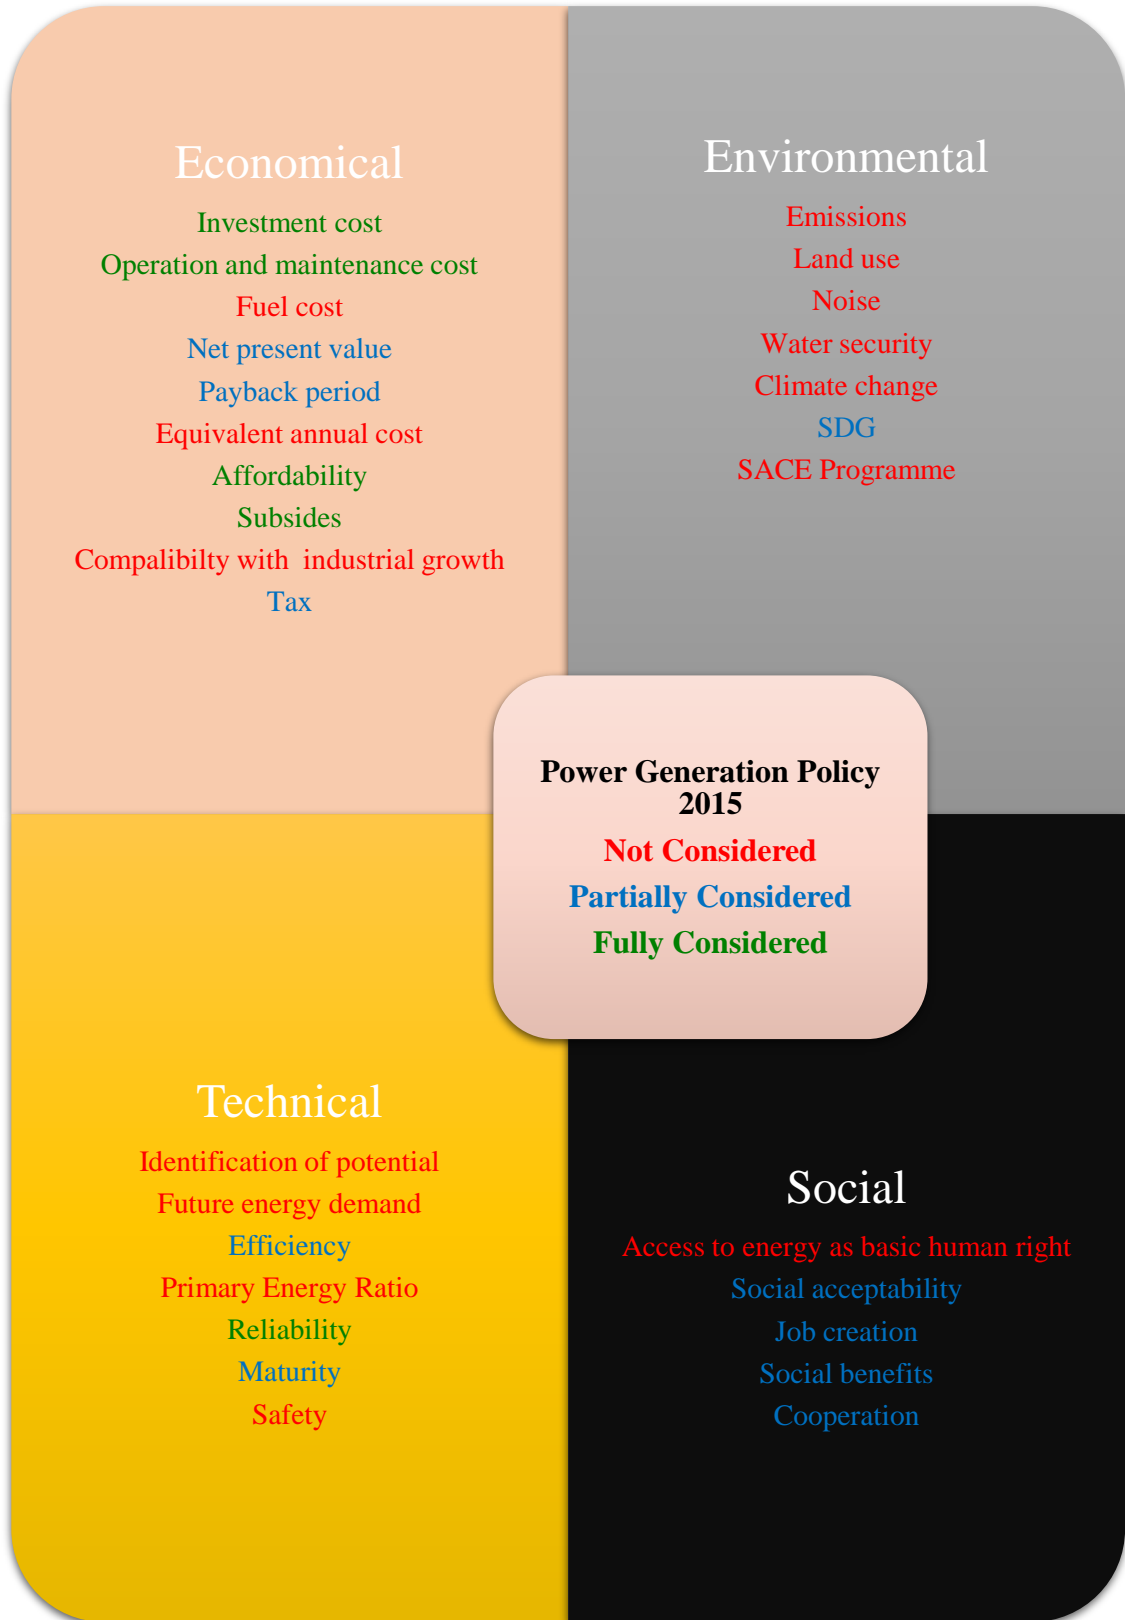 Economical
Investment cost
Operation and maintenance cost
Fuel cost
Net present value
Payback period
Equivalent annual cost
Affordability
Subsides
Compalibilty with industrial growth
Tax
Environmental
Emissions
Land use
Noise
Water security
Climate change
SDG
SACE Programme
Power Generation Policy
2015
Not Considered
Partially Considered
Fully Considered
Technical
Identification of potential
Future energy demand
Efficiency
Primary Energy Ratio
Reliability
Maturity
Safety
Social
Access to energy as basic human right
Social acceptability
Job creation
Social benefits
Cooperation